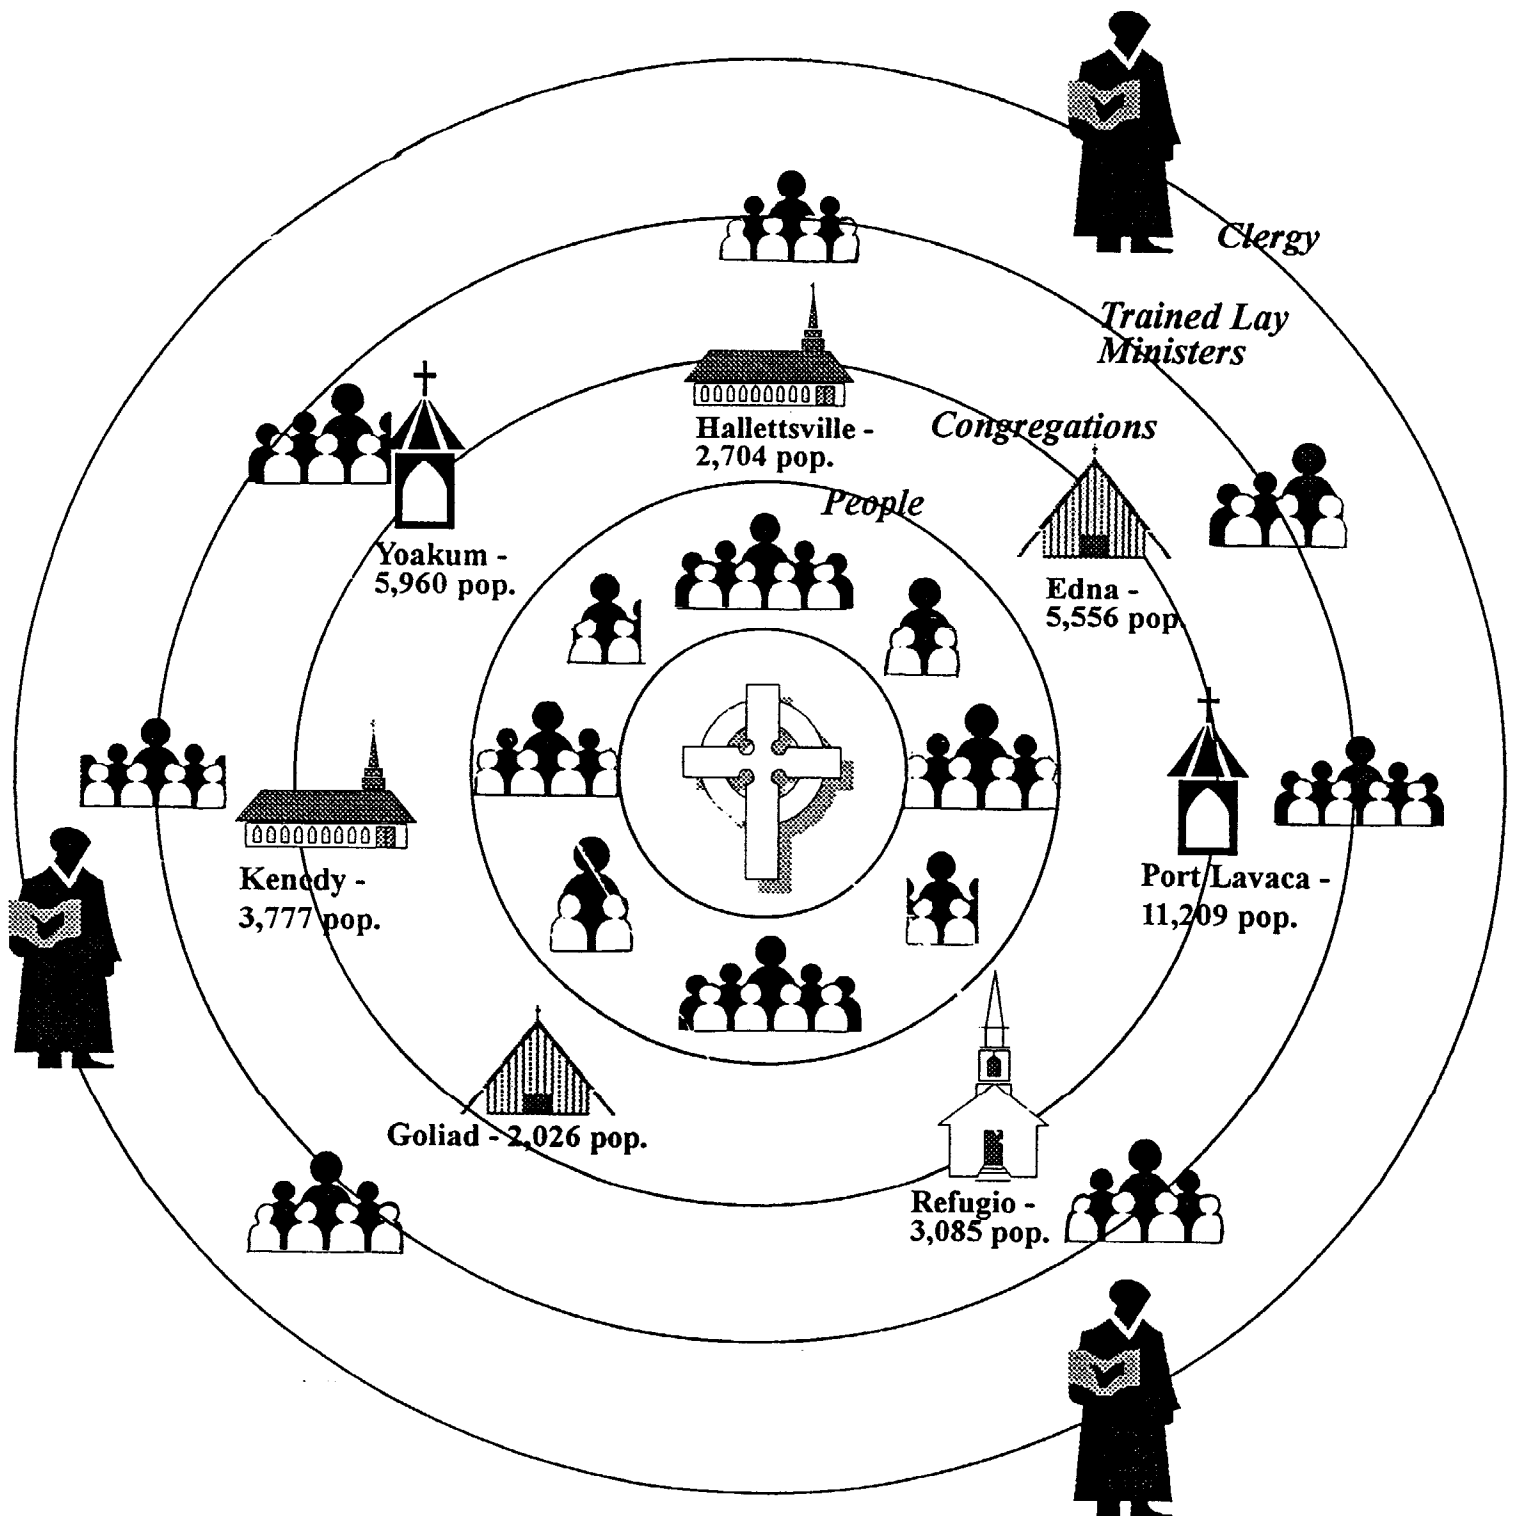 Clergy
Trained Lay
Ministers
Congregations
Hallettsville -
2,704 pop.
People
Yoakum -
5,960 pop.
Edna -
5,556 pop.
Kenedy -
3,777 pop.
Port Lavaca -
11,209 pop.
Goliad - 2,026 pop.
Refugio -
3,085 pop.